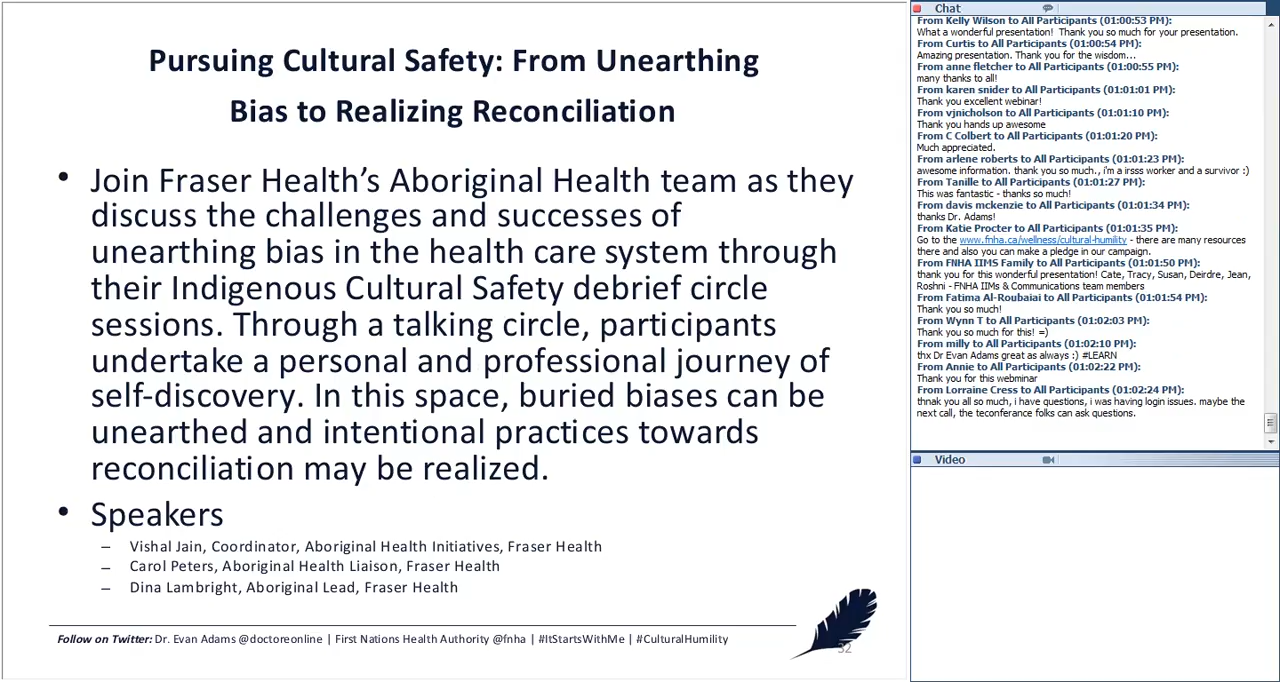 Pursuing Cultural Safety: From Unearthing
Bias to Realizing Reconciliation
• Join Fraser Health’s Aboriginal Health team as they
discuss the challenges and successes of
unearthing bias in the health care system through
their Indigenous Cultural Safety debrief circle
sessions. Through a talking circle, participants
undertake a personal and professional journey of
self-discovery. In this space, buried biases can be
unearthed and intentional practices towards
reconciliation may be realized.
• Speakers
– Vishal Jain, Coordinator, Aboriginal Health Initiatives, Fraser Health
– Carol Peters, Aboriginal Health Liaison, Fraser Health
– Dina Lambright, Aboriginal Lead, Fraser Health
Follow on Twitter: Dr. Evan Adams @doctoreonline | First Nations Health Authority @fnha | #ItStartsWithMe | #CulturalHumility
32
Chat
From Kelly Wilson to All Participants (01:00:53 PM):
What a wonderful presentation! Thank you so much for your presentation.
From Curtis to All Participants (01:00:54 PM):
Amazing presentation. Thank you for the wisdom...
From anne fletcher to All Participants (01:00:55 PM):
many thanks to all!
From karen snider to All Participants (01:01:01 PM):
Thank you excellent webinar!
From vjnicholson to All Participants (01:01:10 PM):
Thank you hands up awesome
From C Colbert to All Participants (01:01:20 PM):
Much appreciated.
From arlene roberts to All Participants (01:01:23 PM):
awesome information. thank you so much., i'm a irsss worker and a survivor :)
From Tanille to All Participants (01:01:27 PM):
This was fantastic - thanks so much!
From davis mckenzie to All Participants (01:01:34 PM):
thanks Dr. Adams!
From Katie Procter to All Participants (01:01:35 PM):
Go to the www.fnha.ca/wellness/cultural-humility - there are many resources
there and also you can make a pledge in our campaign.
From FNHA IIMS Family to All Participants (01:01:50 PM):
thank you for this wonderful presentation! Cate, Tracy, Susan, Deirdre, Jean,
Roshni - FNHA IIMs & Communications team members
From Fatima Al-Roubaiai to All Participants (01:01:54 PM):
Thank you so much!
From Wynn T to All Participants (01:02:03 PM):
Thank you so much for this! =)
From milly to All Participants (01:02:10 PM):
thx Dr Evan Adams great as always :) #LEARN
From Annie to All Participants (01:02:22 PM):
Thank you for this webminar
From Lorraine Cress to All Participants (01:02:24 PM):
thnak you all so much, i have questions, i was having login issues. maybe the
next call, the teconferance folks can ask questions.
Video